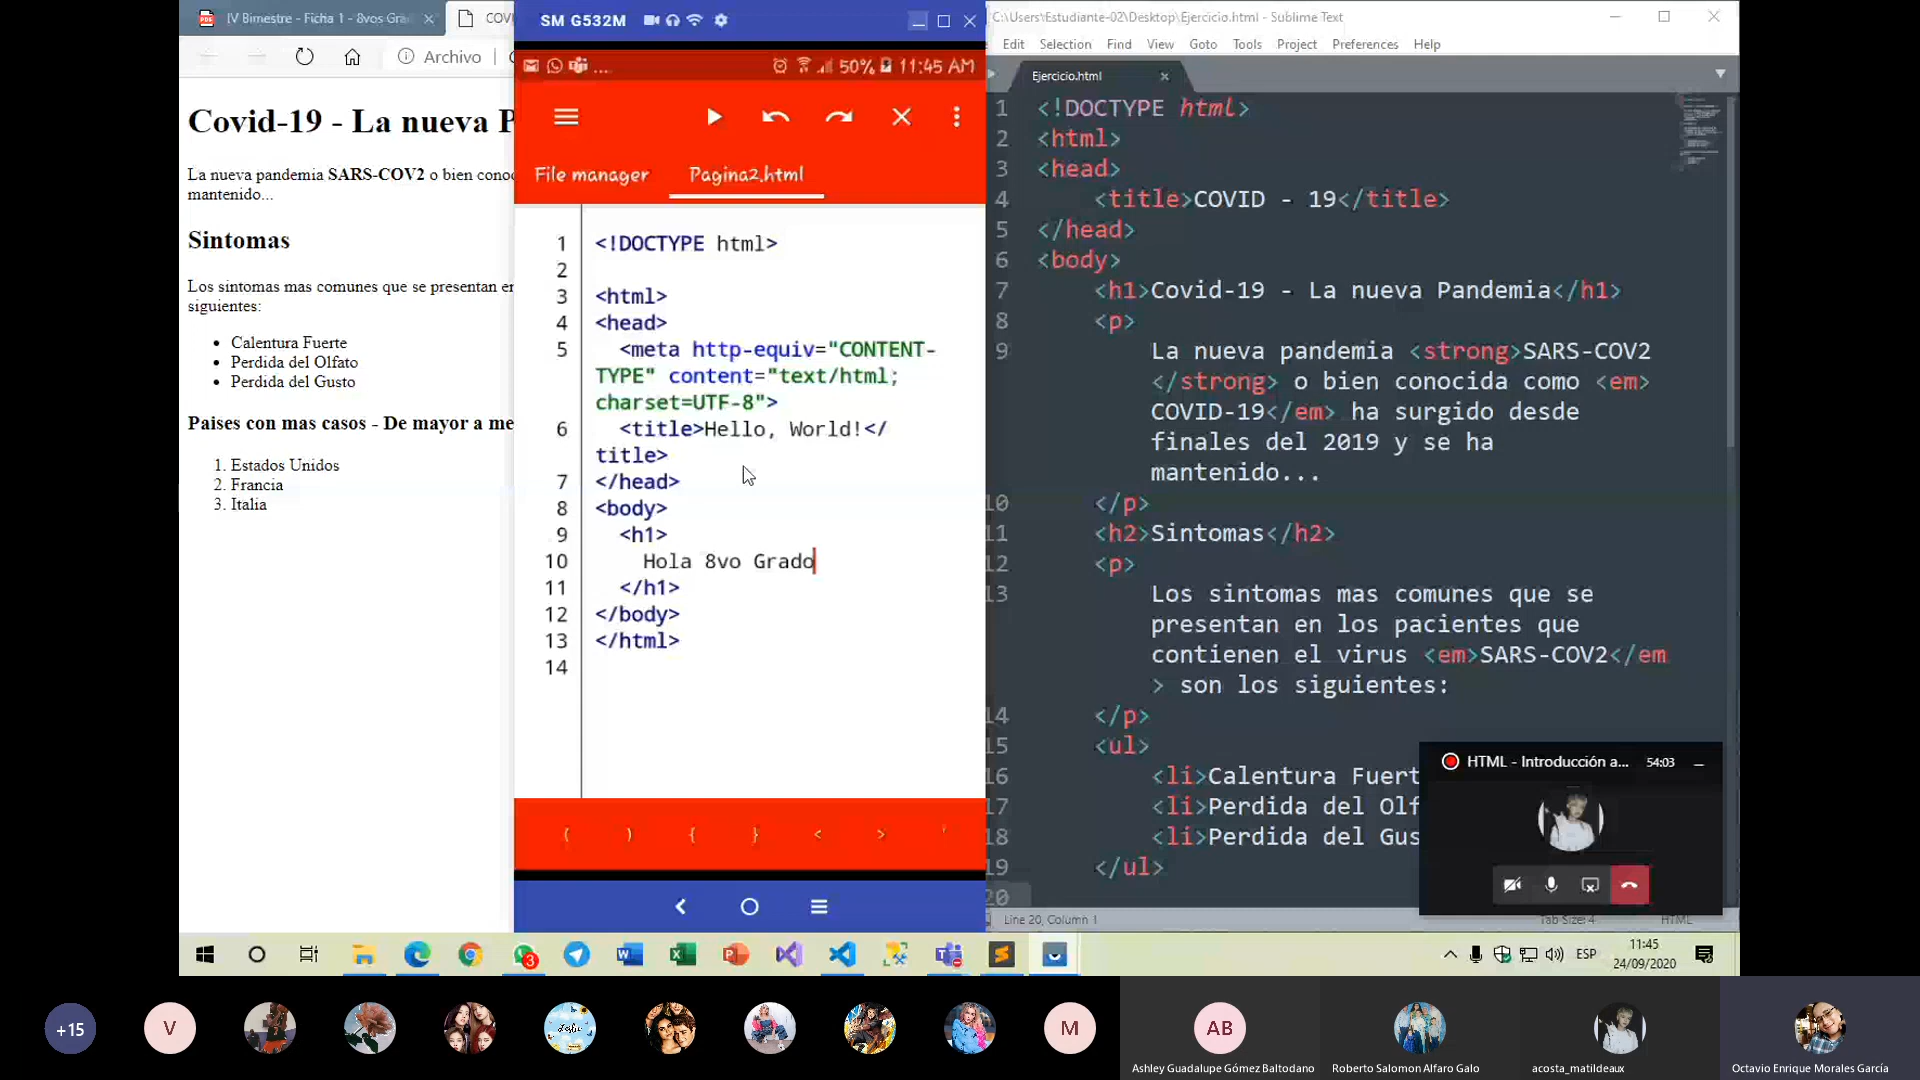 IV Bimestre - Ficha 1 - 8vos Gra
COV
Archivo
Covid-19 - La nueva P
La nueva pandemia SARS-COV2 o bien conoc
mantenido...
Sintomas
Los sintomas mas comunes que se presentan en
siguientes:
Calentura Fuerte
Perdida del Olfato
Perdida del Gusto
Paises con mas casos - De mayor a me
1. Estados Unidos
2. Francia
3. Italia
SM G532M
50% 11:45 AM
File manager
Pagina2.html
1 <!DOCTYPE html>
2
3 <html>
4 <head>
5 <meta http-equiv="CONTENT-
TYPE" content="text/html;
charset=UTF-8">
6 <title>Hello, World!</
title>
7 </head>
8 <body>
9 <h1>
10 Hola 8vo Grado
11 </h1>
12 </body>
13 </html>
14
( ) { } < > '
C:\Users\Estudiante-02\Desktop\Ejercicio.html - Sublime Text
Edit Selection Find View Goto Tools Project Preferences Help
Ejercicio.html
1 <!DOCTYPE html>
2 <html>
3 <head>
4 <title>COVID - 19</title>
5 </head>
6 <body>
7 <h1>Covid-19 - La nueva Pandemia</h1>
8 <p>
9 La nueva pandemia <strong>SARS-COV2
</strong> o bien conocida como <em>
COVID-19</em> ha surgido desde
finales del 2019 y se ha
mantenido...
10 </p>
11 <h2>Sintomas</h2>
12 <p>
13 Los sintomas mas comunes que se
presentan en los pacientes que
contienen el virus <em>SARS-COV2</em
> son los siguientes:
14 </p>
15 <ul>
16 <li>Calentura Fuert
17 <li>Perdida del Olf
18 <li>Perdida del Gus
19 </ul>
20
Line 20, Column 1
Tab Size: 4
HTML
HTML - Introducción a...
54:03
3
ESP
11:45
24/09/2020
+15
V
M
AB
Ashley Guadalupe Gómez Baltodano
Roberto Salomon Alfaro Galo
acosta_matildeaux
Octavio Enrique Morales García